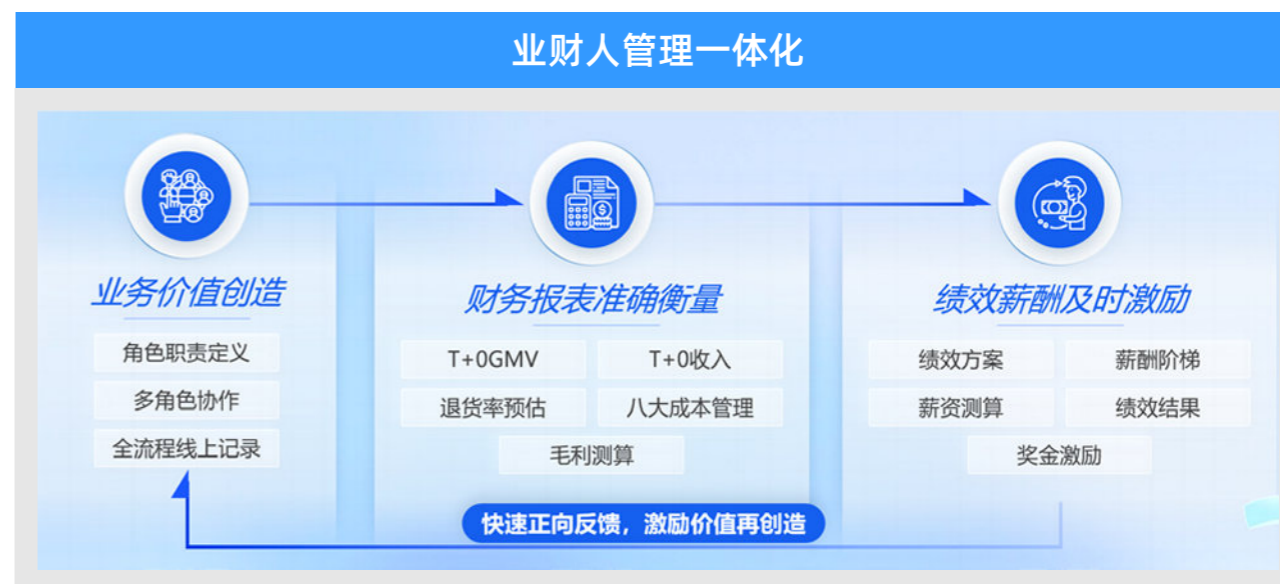 业财人管理一体化
业务价值创造
角色职责定义
多角色协作
全流程线上记录
财务报表准确衡量
T+0GMV
T+0收入
退货率预估
八大成本管理
毛利测算
绩效薪酬及时激励
绩效方案
薪酬阶梯
薪资测算
绩效结果
奖金激励
快速正向反馈，激励价值再创造